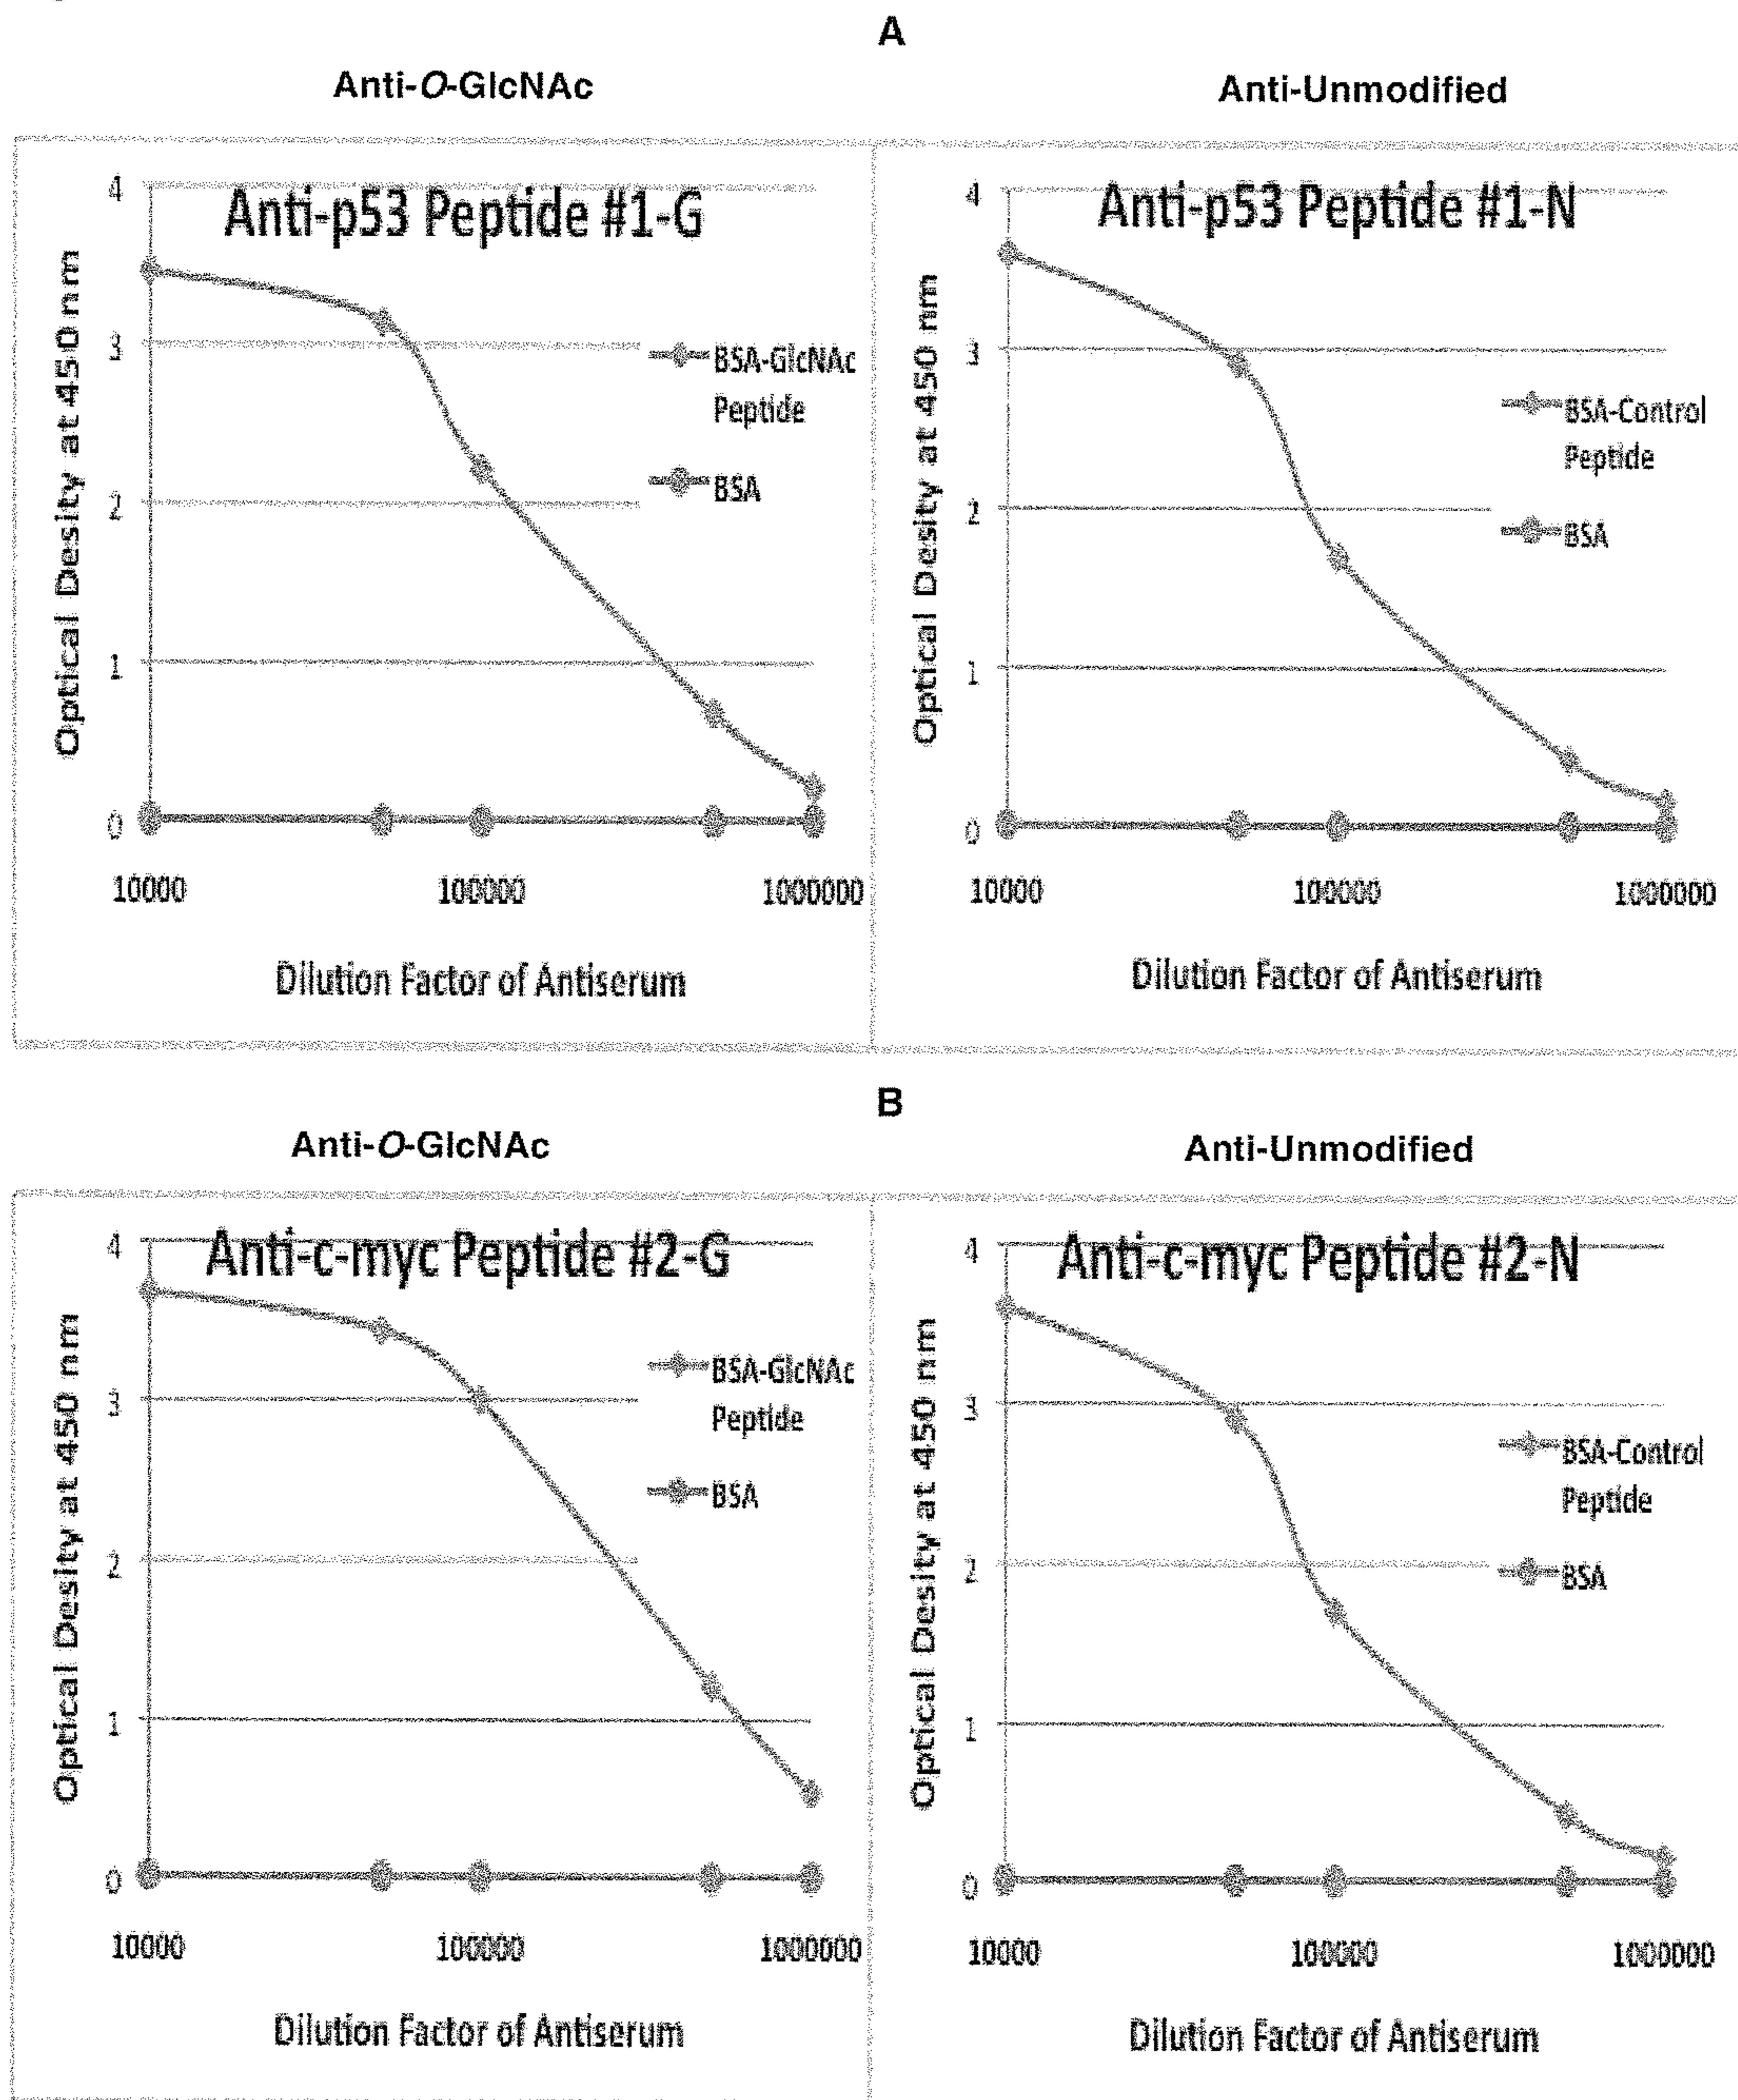 A
Anti-O-GlcNAc
Anti-Unmodified
Anti-p53 Peptide #1-G
4
3
2
1
0
Optical Desity at 450 nm
BSA-GlcNAc
Peptide
BSA
10000 100000 1000000
Dilution Factor of Antiserum
Anti-p53 Peptide #1-N
4
3
2
1
0
Optical Desity at 450 nm
BSA-Control
Peptide
BSA
10000 100000 1000000
Dilution Factor of Antiserum
B
Anti-O-GlcNAc
Anti-Unmodified
Anti-c-myc Peptide #2-G
4
3
2
1
0
Optical Desity at 450 nm
BSA-GlcNAc
Peptide
BSA
10000 100000 1000000
Dilution Factor of Antiserum
Anti-c-myc Peptide #2-N
4
3
2
1
0
Optical Desity at 450 nm
BSA-Control
Peptide
BSA
10000 100000 1000000
Dilution Factor of Antiserum